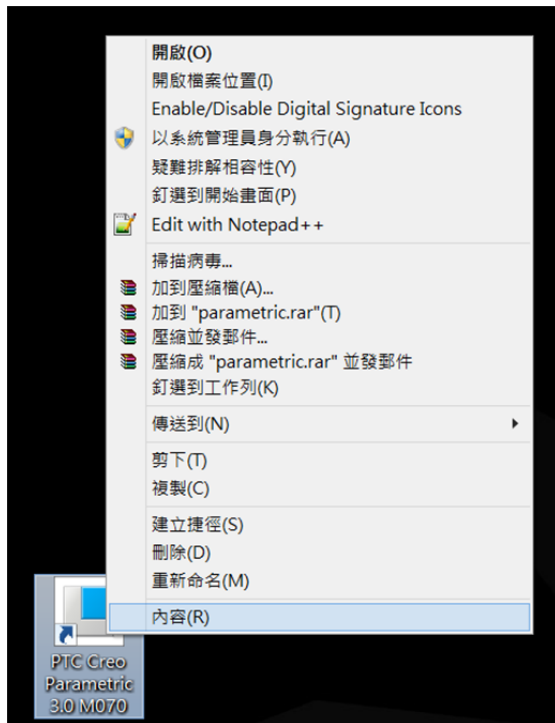 開啟(O)
開啟檔案位置(I)
Enable/Disable Digital Signature Icons
以系統管理員身分執行(A)
疑難排解相容性(Y)
釘選到開始畫面(P)
Edit with Notepad++
掃描病毒...
加到壓縮檔(A)...
加到 "parametric.rar"(T)
壓縮並發郵件...
壓縮成 "parametric.rar" 並發郵件
釘選到工作列(K)
傳送到(N)
剪下(T)
複製(C)
建立捷徑(S)
刪除(D)
重新命名(M)
內容(R)
PTC Creo
Parametric
3.0 M070